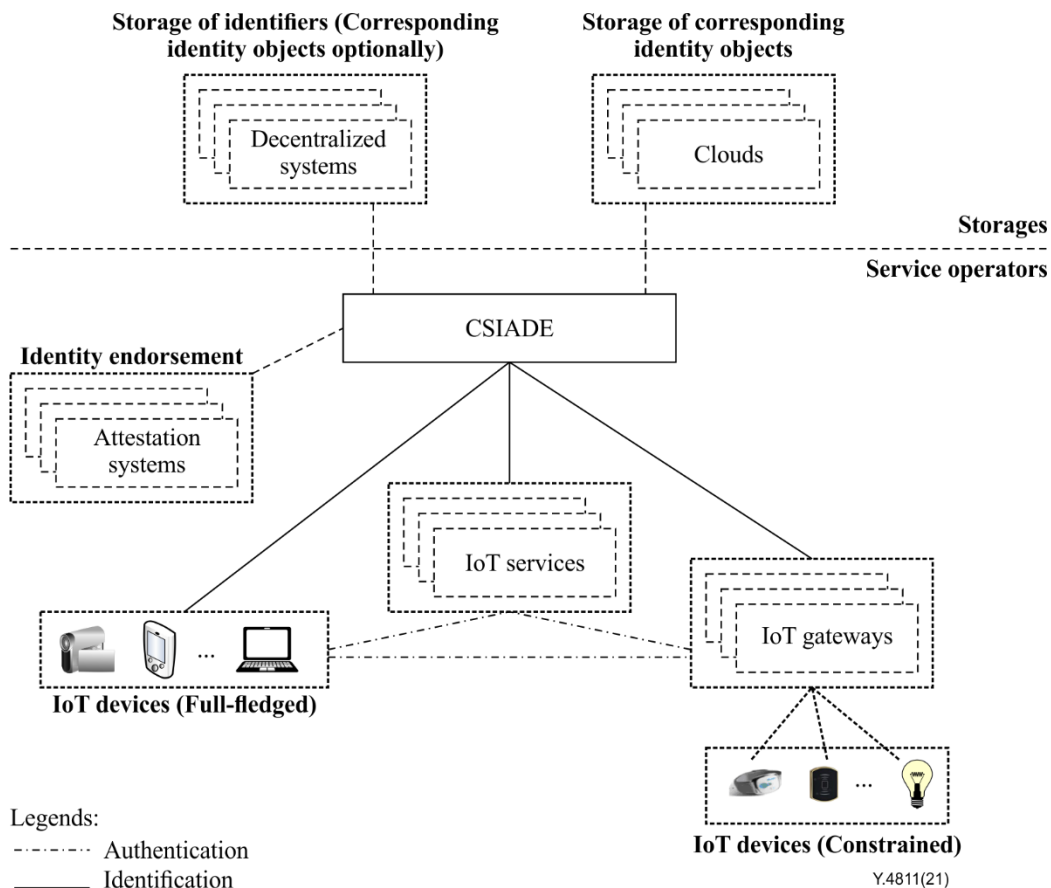 Storage of identifiers (Corresponding
identity objects optionally)
Storage of corresponding
identity objects
Decentralized
systems
Clouds
Storages
Service operators
CSIADE
Identity endorsement
Attestation
systems
IoT services
IoT gateways
...
IoT devices (Full-fledged)
...
IoT devices (Constrained)
Legends:
Authentication
Identification
Y.4811(21)